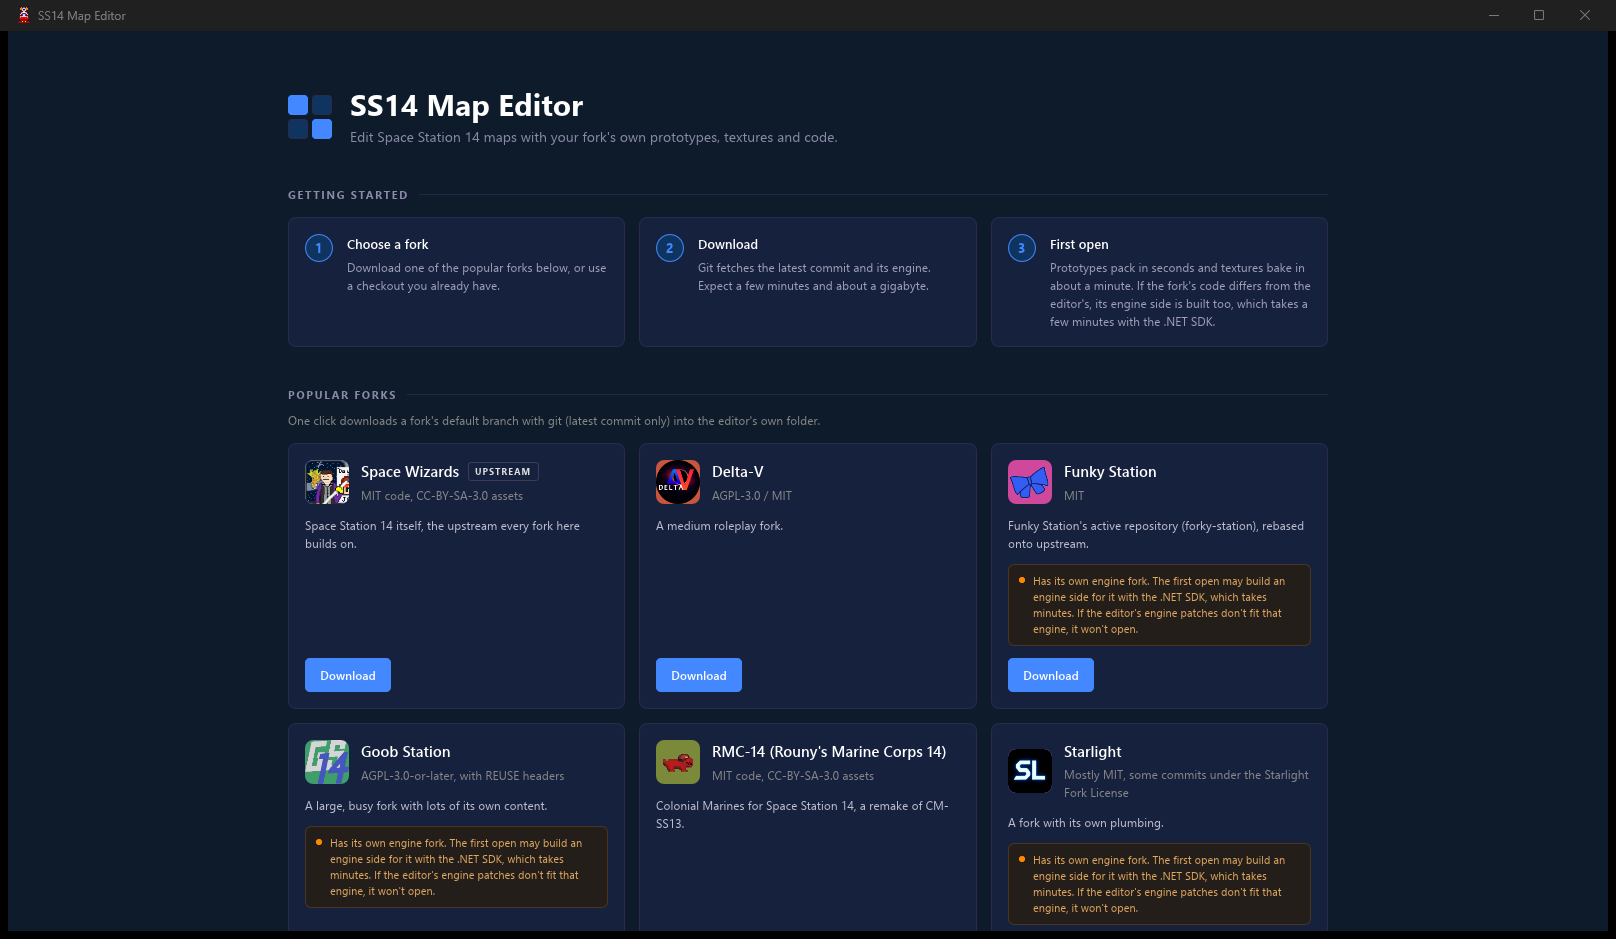 SS14 Map Editor
SS14 Map Editor
Edit Space Station 14 maps with your fork's own prototypes, textures and code.
GETTING STARTED
1
Choose a fork
Download one of the popular forks below, or use
a checkout you already have.
2
Download
Git fetches the latest commit and its engine.
Expect a few minutes and about a gigabyte.
3
First open
Prototypes pack in seconds and textures bake in
about a minute. If the fork's code differs from the
editor's, its engine side is built too, which takes a
few minutes with the .NET SDK.
POPULAR FORKS
One click downloads a fork's default branch with git (latest commit only) into the editor's own folder.
Space Wizards UPSTREAM
MIT code, CC-BY-SA-3.0 assets
Space Station 14 itself, the upstream every fork here
builds on.
Download
DELTA V
Delta-V
AGPL-3.0 / MIT
A medium roleplay fork.
Download
Funky Station
MIT
Funky Station's active repository (forky-station), rebased
onto upstream.
Has its own engine fork. The first open may build an
engine side for it with the .NET SDK, which takes
minutes. If the editor's engine patches don't fit that
engine, it won't open.
Download
GS14
Goob Station
AGPL-3.0-or-later, with REUSE headers
A large, busy fork with lots of its own content.
Has its own engine fork. The first open may build an
engine side for it with the .NET SDK, which takes
minutes. If the editor's engine patches don't fit that
engine, it won't open.
RMC-14 (Rouny's Marine Corps 14)
MIT code, CC-BY-SA-3.0 assets
Colonial Marines for Space Station 14, a remake of CM-
SS13.
SL
Starlight
Mostly MIT, some commits under the Starlight
Fork License
A fork with its own plumbing.
Has its own engine fork. The first open may build an
engine side for it with the .NET SDK, which takes
minutes. If the editor's engine patches don't fit that
engine, it won't open.